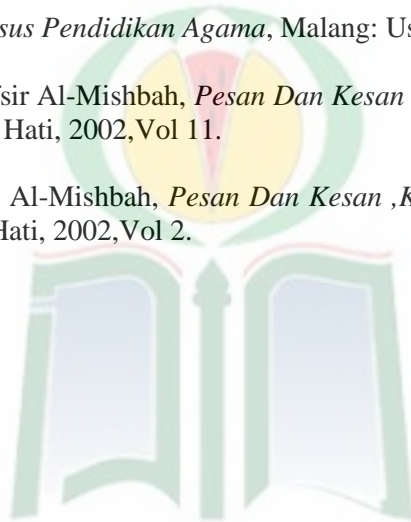 sus Pendidikan Agama, Malang: Us
sir Al-Mishbah, Pesan Dan Kesan
Hati, 2002,Vol 11.
Al-Mishbah, Pesan Dan Kesan ,K
Hati, 2002,Vol 2.